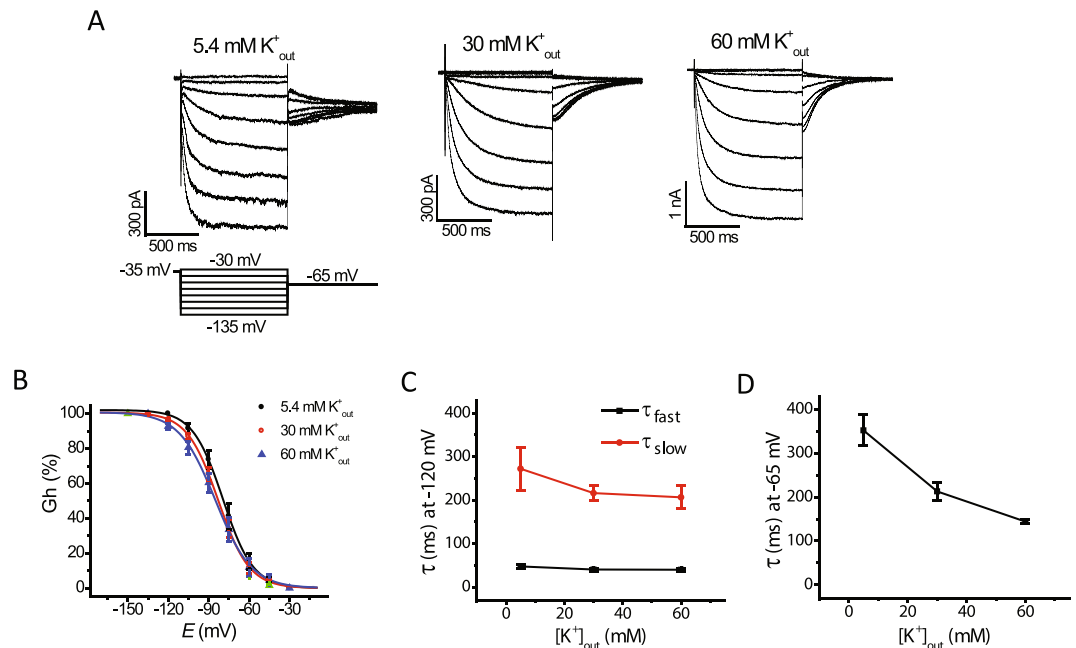 A
5.4 mM K⁺out
30 mM K⁺out
60 mM K⁺out
300 pA
500 ms
300 pA
500 ms
1 nA
500 ms
-35 mV
-30 mV
-65 mV
-135 mV
B
5.4 mM K⁺out
30 mM K⁺out
60 mM K⁺out
Gh (%)
100
80
60
40
20
0
-150
-120
-90
-60
-30
E (mV)
C
τfast
τslow
τ (ms) at -120 mV
400
300
200
100
0
0
20
40
60
[K⁺]out (mM)
D
τ (ms) at -65 mV
400
300
200
100
0
0
20
40
60
[K⁺]out (mM)